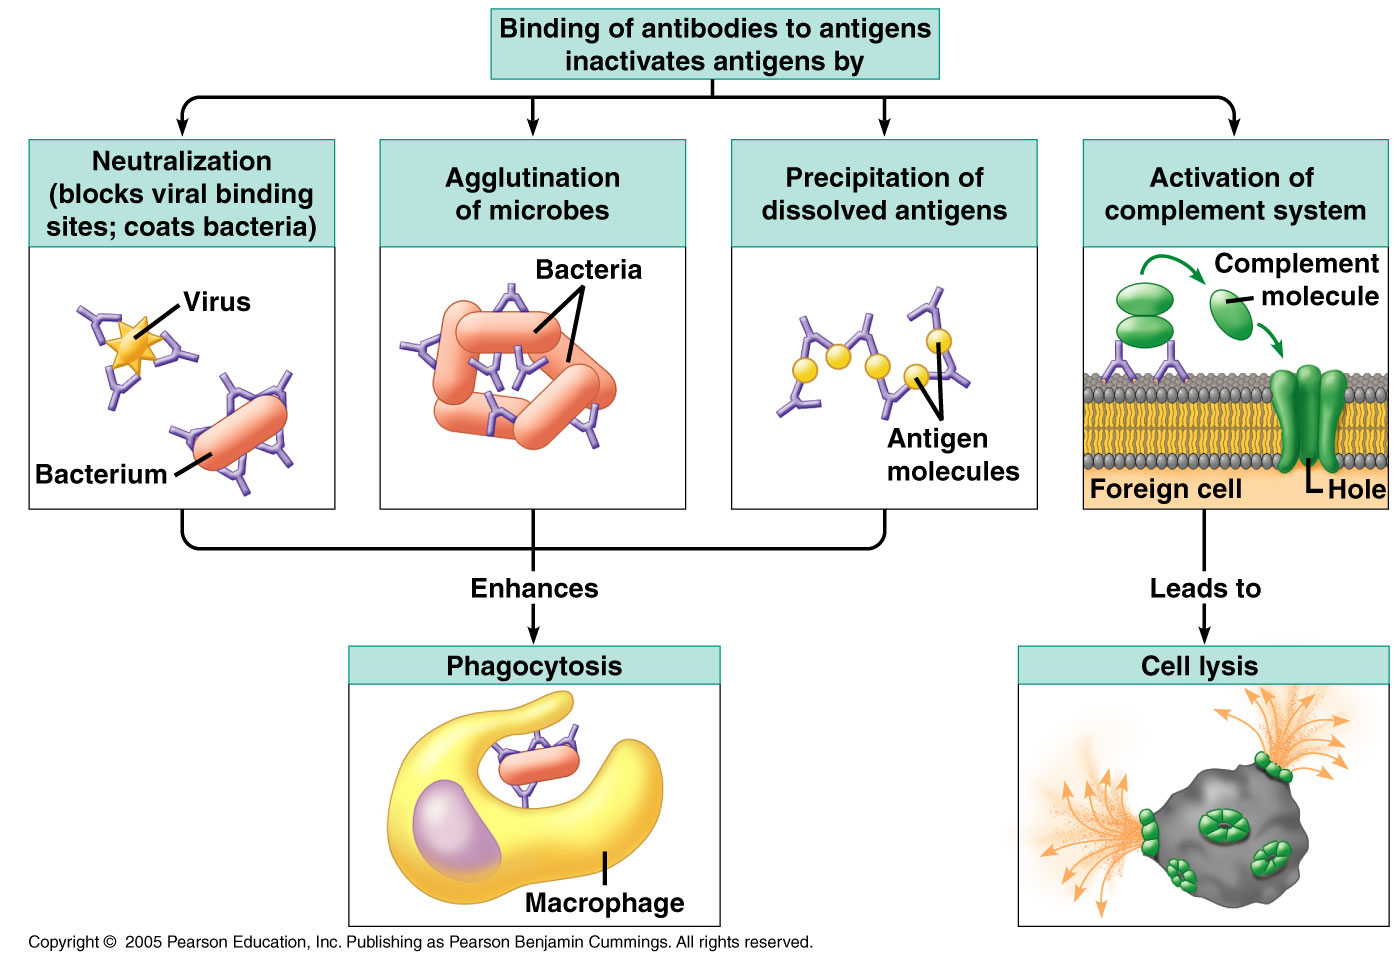 Binding of antibodies to antigens
inactivates antigens by
Neutralization
(blocks viral binding
sites; coats bacteria)
Agglutination
of microbes
Precipitation of
dissolved antigens
Activation of
complement system
Virus
Bacterium
Bacteria
Antigen
molecules
Complement
molecule
Foreign cell
Hole
Enhances
Leads to
Phagocytosis
Macrophage
Cell lysis
Copyright © 2005 Pearson Education, Inc. Publishing as Pearson Benjamin Cummings. All rights reserved.